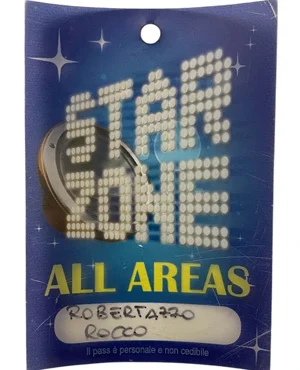 STAR
ZONE
ALL AREAS
ROBERTAZZO
ROCCO
Il pass è personale e non cedibile